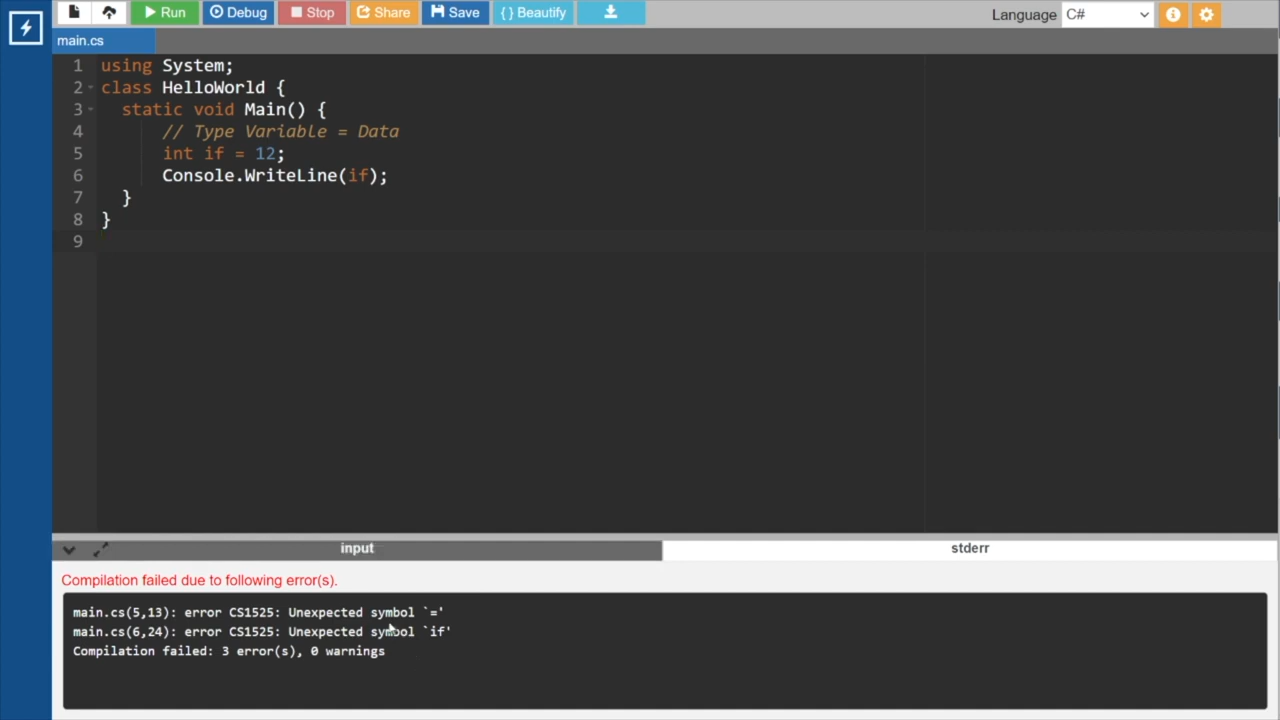 Run Debug Stop Share Save { } Beautify Language C#
main.cs
1 using System;
2 class HelloWorld {
3 static void Main() {
4 // Type Variable = Data
5 int if = 12;
6 Console.WriteLine(if);
7 }
8 }
9
input stderr
Compilation failed due to following error(s).
main.cs(5,13): error CS1525: Unexpected symbol `='
main.cs(6,24): error CS1525: Unexpected symbol `if'
Compilation failed: 3 error(s), 0 warnings